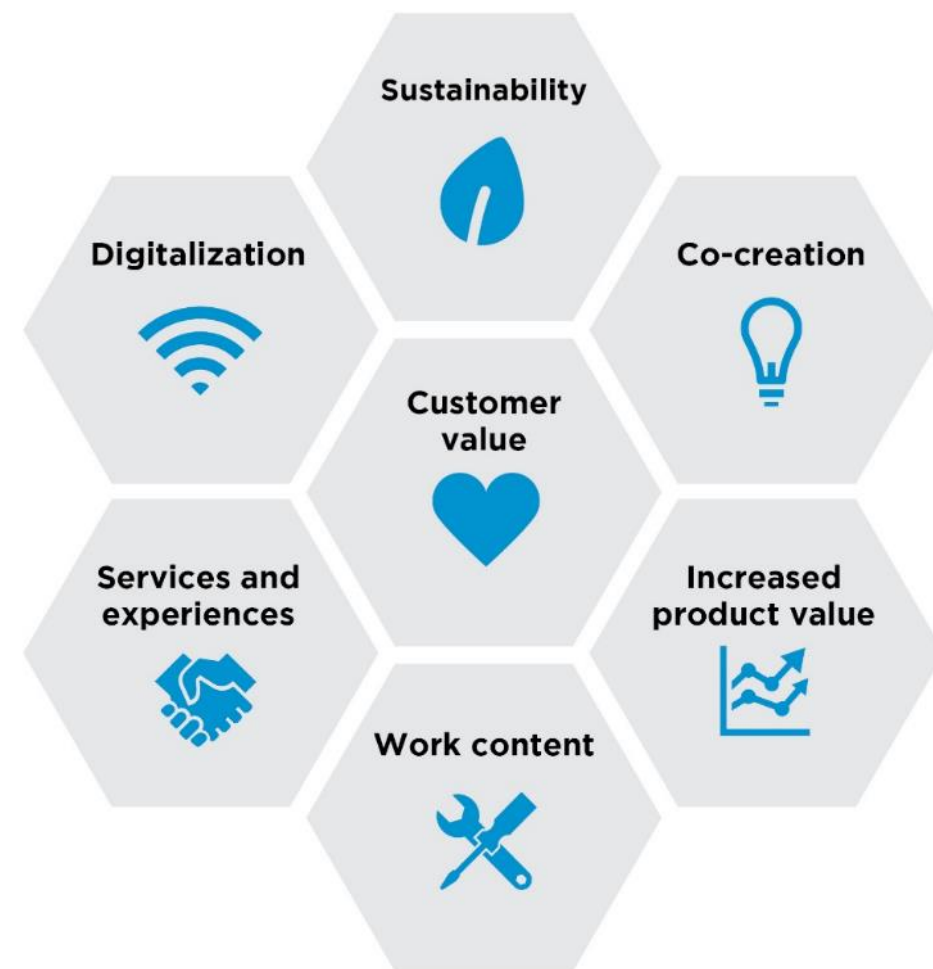 Sustainability
Digitalization
Co-creation
Customer
value
Services and
experiences
Increased
product value
Work content